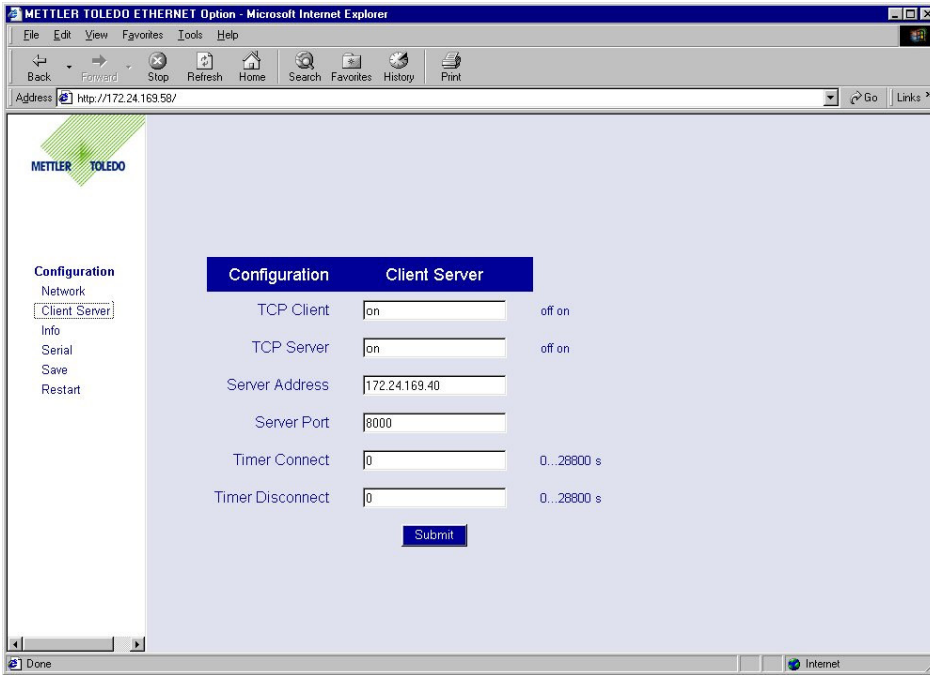 METTLER TOLEDO ETHERNET Option - Microsoft Internet Explorer
File Edit View Favorites Tools Help
Back Forward Stop Refresh Home Search Favorites History Print
Address http://172.24.169.58/ Go Links »
METTLER TOLEDO
Configuration
Network
Client Server
Info
Serial
Save
Restart
Configuration Client Server
TCP Client on off on
TCP Server on off on
Server Address 172.24.169.40
Server Port 8000
Timer Connect 0 0...28800 s
Timer Disconnect 0 0...28800 s
Submit
Done Internet